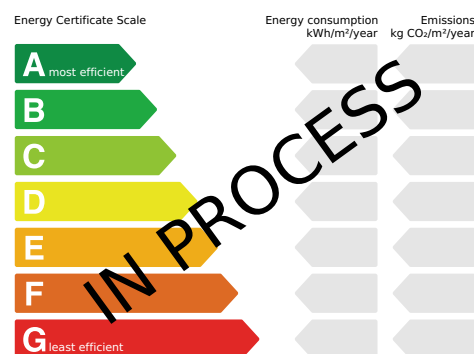 Energy Certificate Scale
Energy consumption
kWh/m²/year
Emissions
kg CO₂/m²/year
A most efficient
B
C
D
E
F
G least efficient
IN PROCESS